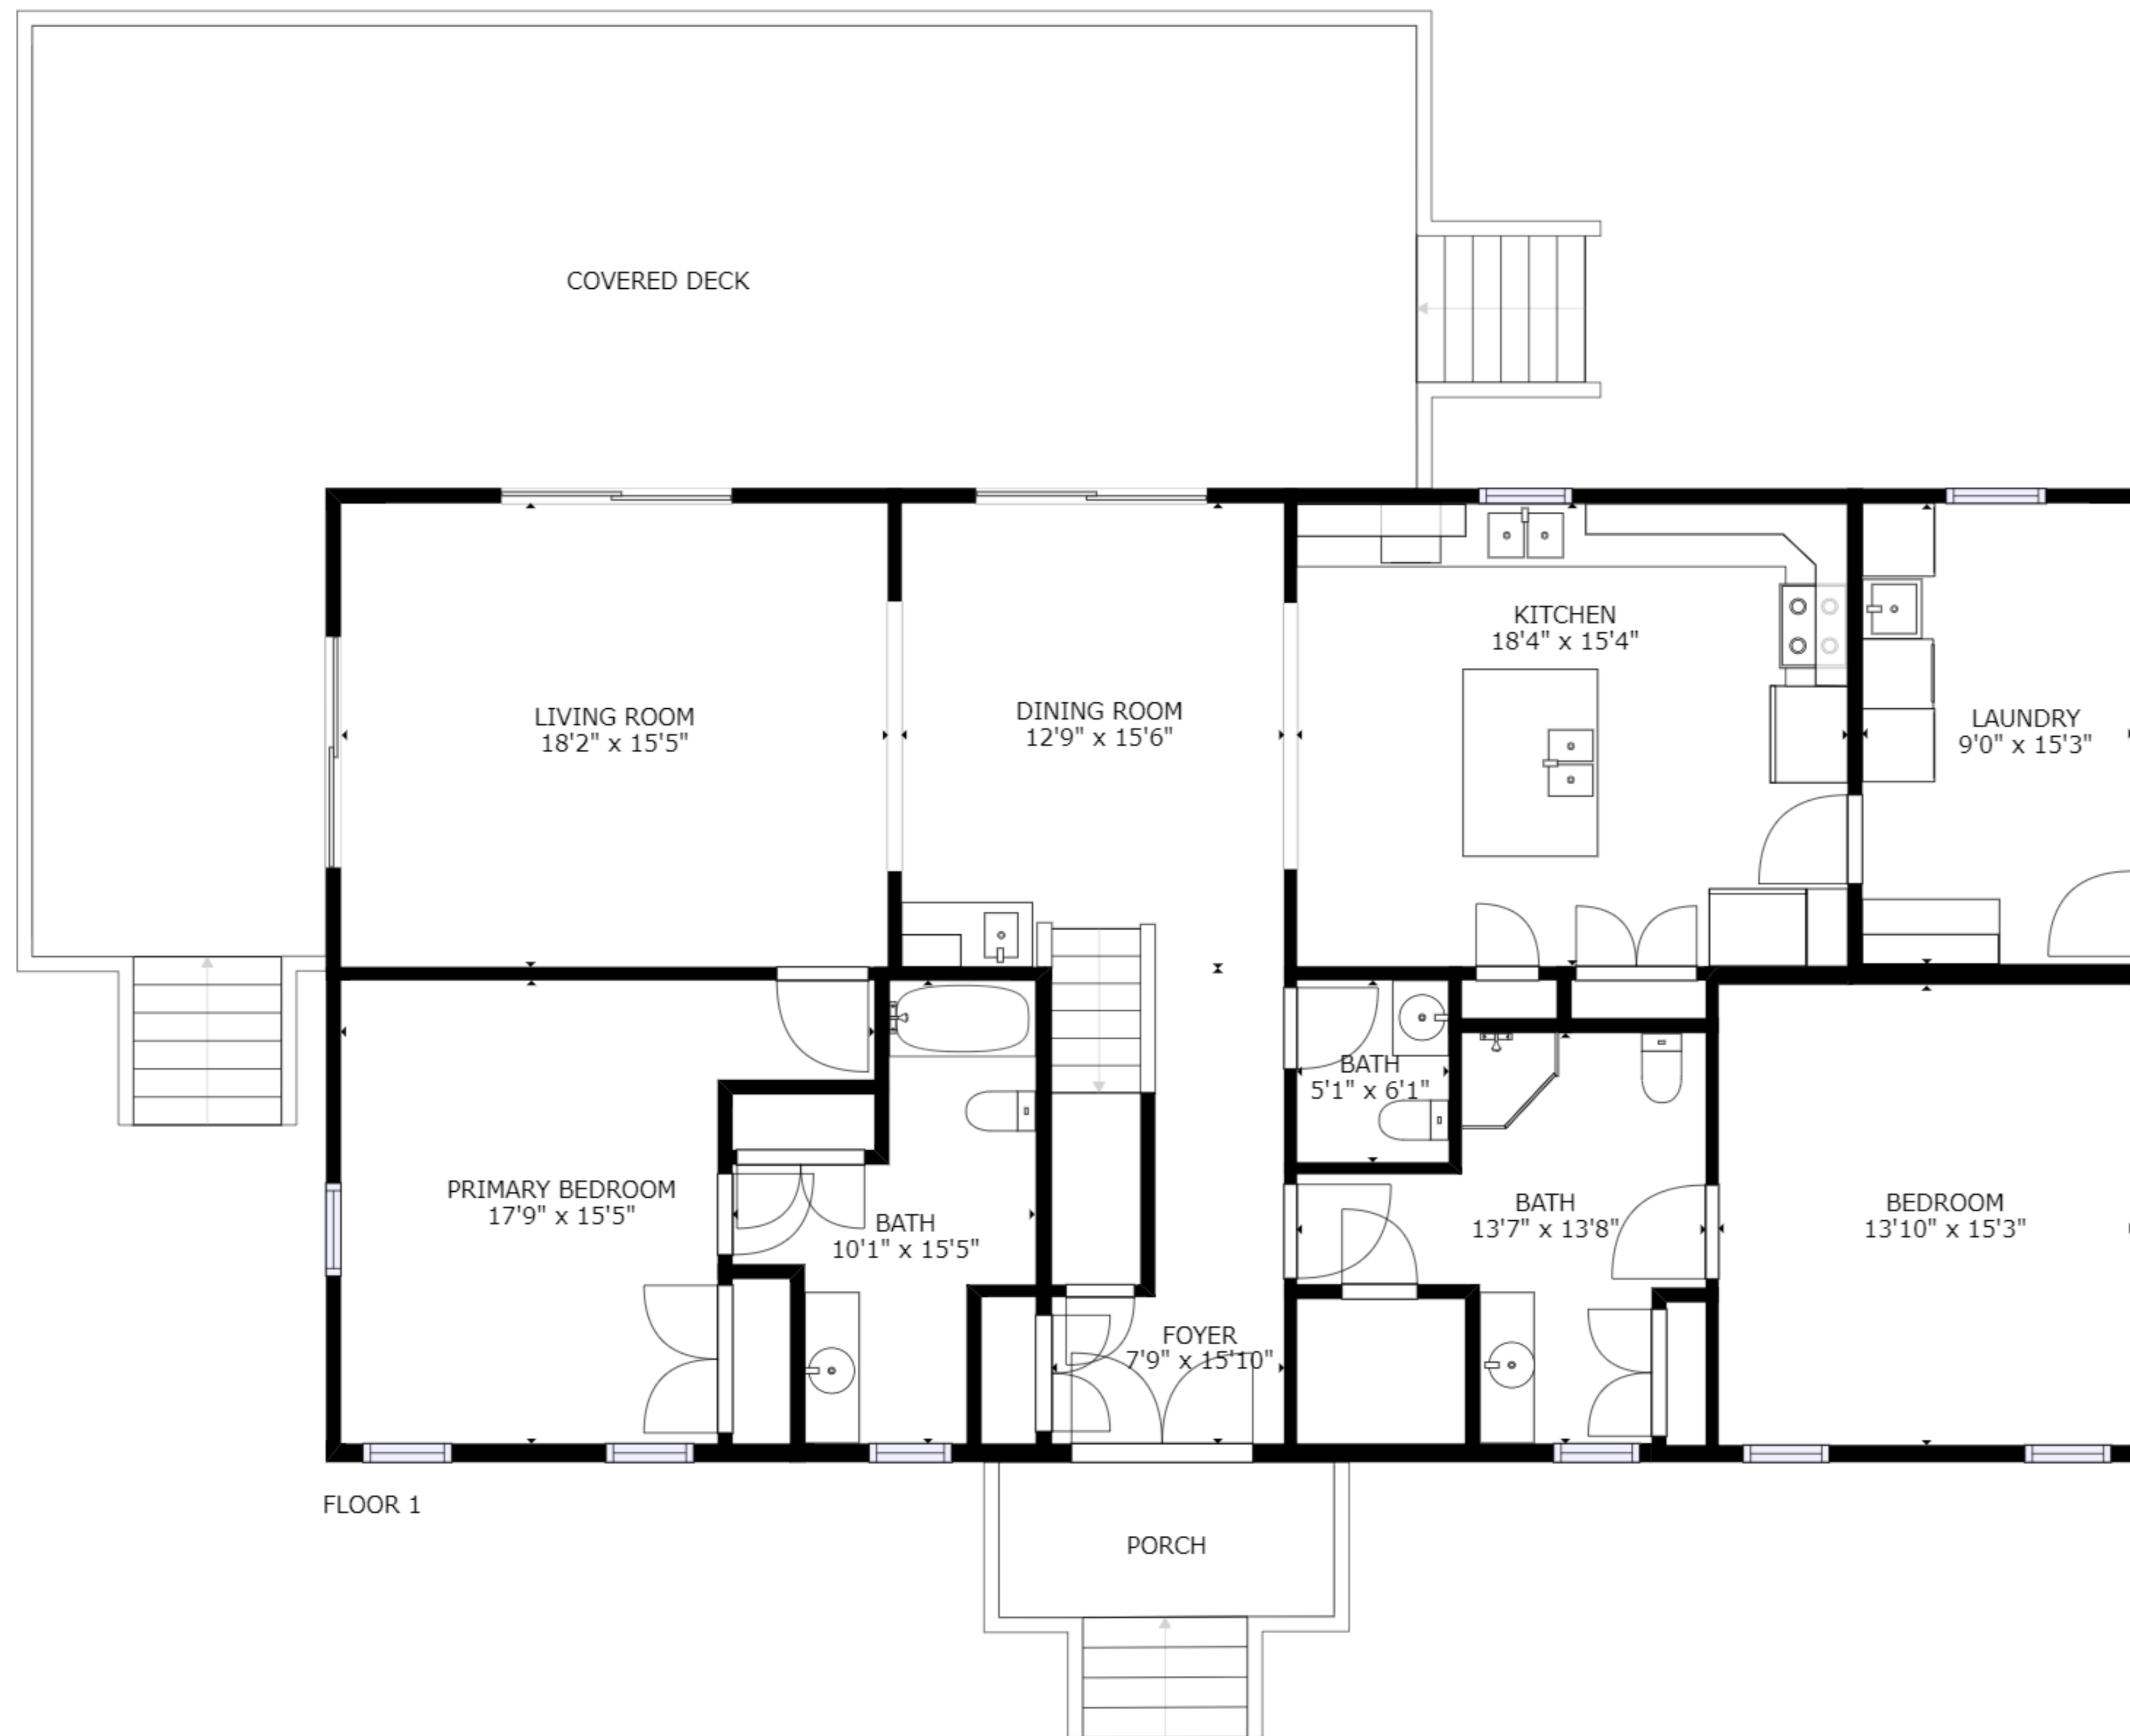 COVERED DECK
KITCHEN
18'4" x 15'4"
LIVING ROOM
18'2" x 15'5"
DINING ROOM
12'9" x 15'6"
LAUNDRY
9'0" x 15'3"
BATH
5'1" x 6'1"
PRIMARY BEDROOM
17'9" x 15'5"
BATH
10'1" x 15'5"
BATH
13'7" x 13'8"
BEDROOM
13'10" x 15'3"
FOYER
7'9" x 15'10"
FLOOR 1
PORCH